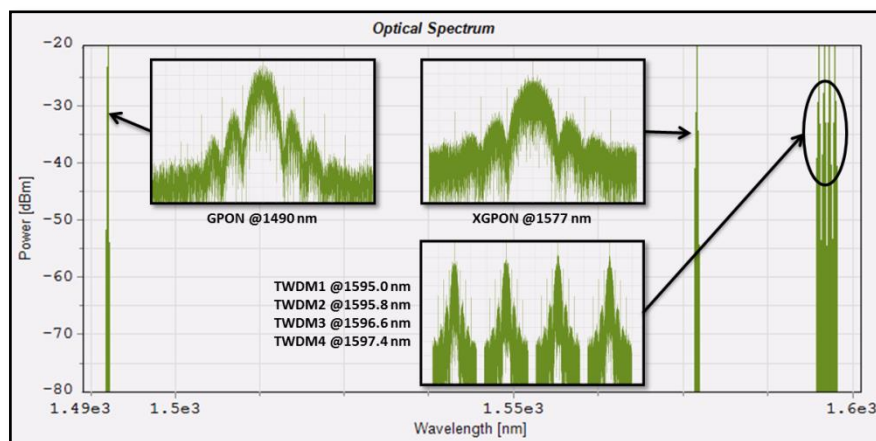 Optical Spectrum
-20
-30
-40
-50
-60
-70
-80
Power [dBm]
GPON @1490 nm
XGPON @1577 nm
TWDM1 @1595.0 nm
TWDM2 @1595.8 nm
TWDM3 @1596.6 nm
TWDM4 @1597.4 nm
1.49e3 1.5e3 1.55e3 1.6e3
Wavelength [nm]